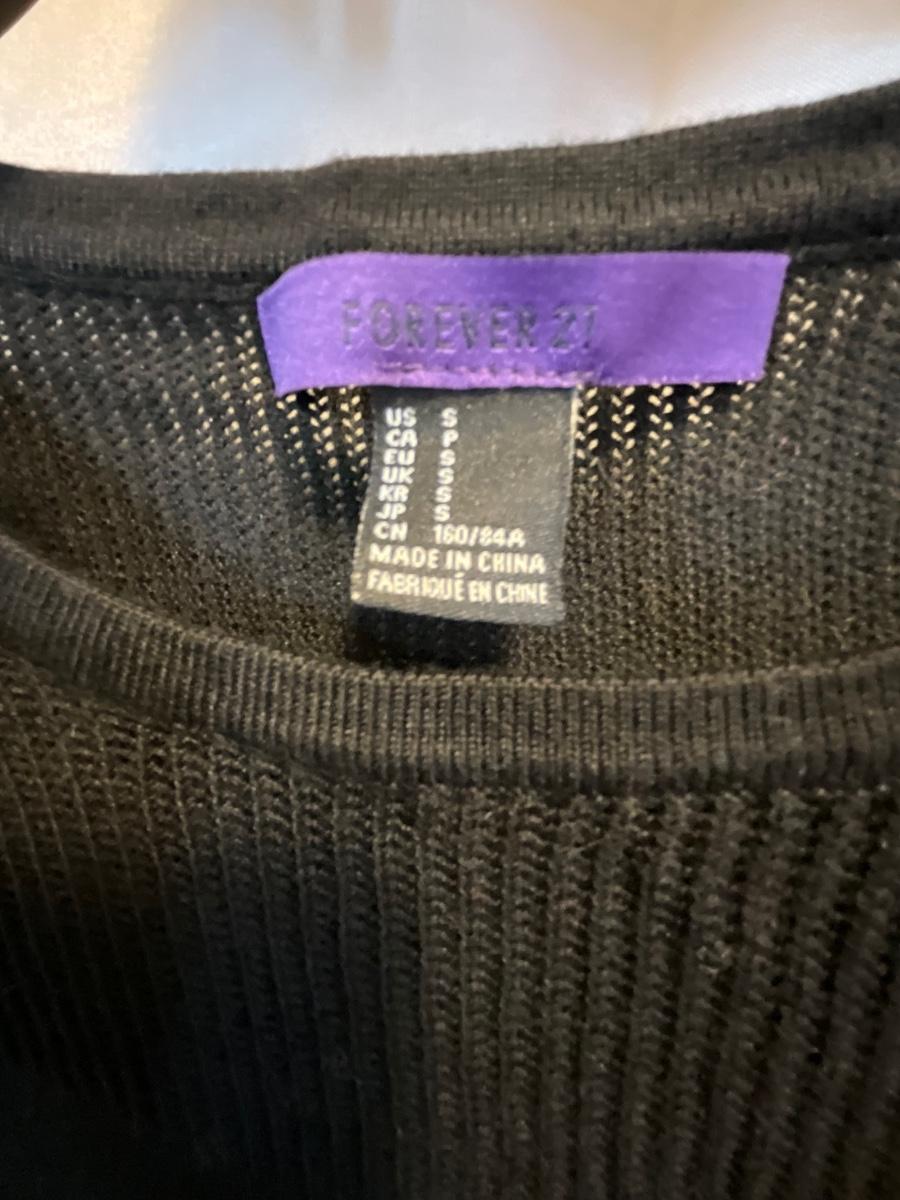 FOREVER 21
US S
CA P
EU S
UK S
KR S
JP S
CN 160/84A
MADE IN CHINA
FABRIQUÉ EN CHINE